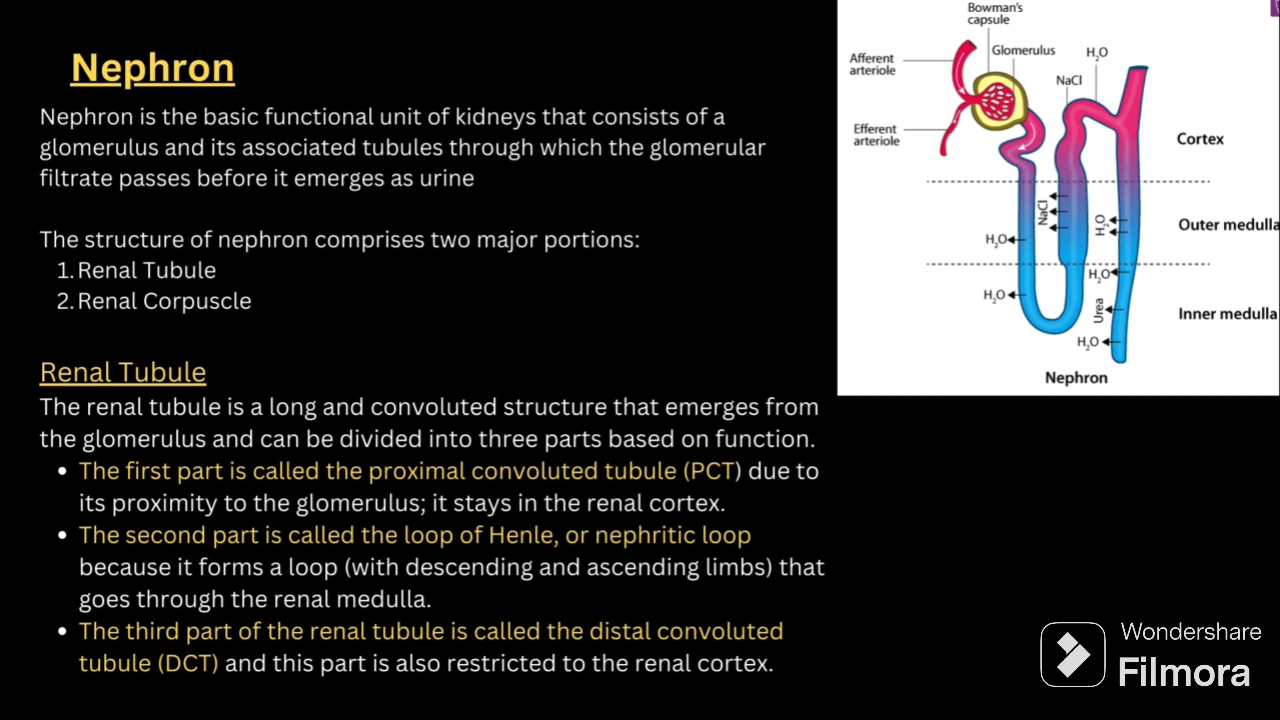 Nephron
Nephron is the basic functional unit of kidneys that consists of a
glomerulus and its associated tubules through which the glomerular
filtrate passes before it emerges as urine
The structure of nephron comprises two major portions:
1. Renal Tubule
2. Renal Corpuscle
Renal Tubule
The renal tubule is a long and convoluted structure that emerges from
the glomerulus and can be divided into three parts based on function.
• The first part is called the proximal convoluted tubule (PCT) due to
its proximity to the glomerulus; it stays in the renal cortex.
• The second part is called the loop of Henle, or nephritic loop
because it forms a loop (with descending and ascending limbs) that
goes through the renal medulla.
• The third part of the renal tubule is called the distal convoluted
tubule (DCT) and this part is also restricted to the renal cortex.
Bowman's
capsule
Glomerulus
H₂O
Afferent
arteriole
NaCl
Efferent
arteriole
Cortex
NaCl
H₂O
Outer medulla
H₂O
H₂O
H₂O
Urea
Inner medulla
H₂O
Nephron
Wondershare
Filmora